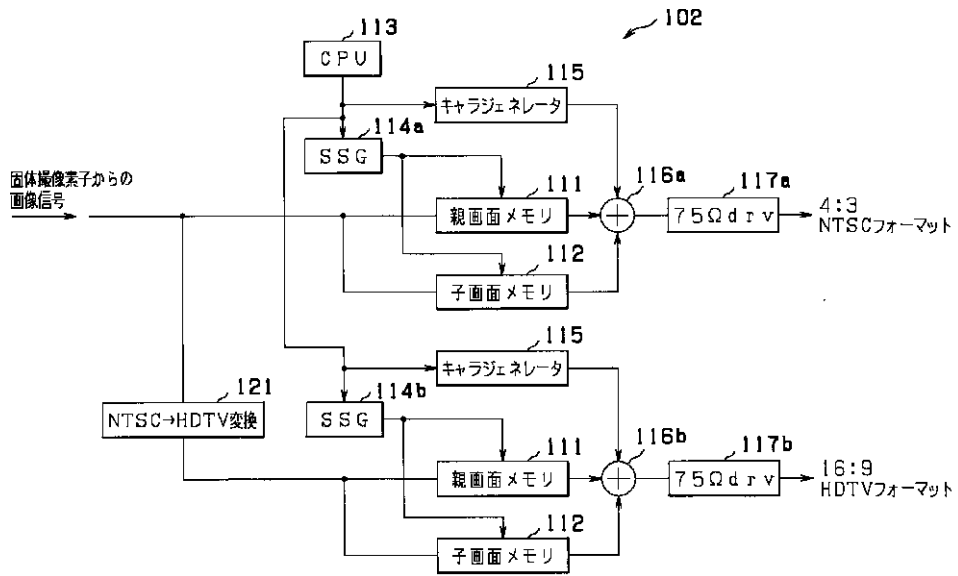 102
113
CPU
115
キャラジェネレータ
114a
SSG
固体撮像素子からの
画像信号
111
親画面メモリ
116a
117a
75Ωdrv
4:3
NTSCフォーマット
112
子画面メモリ
115
キャラジェネレータ
121
NTSC→HDTV変換
114b
SSG
111
親画面メモリ
116b
117b
75Ωdrv
16:9
HDTVフォーマット
112
子画面メモリ